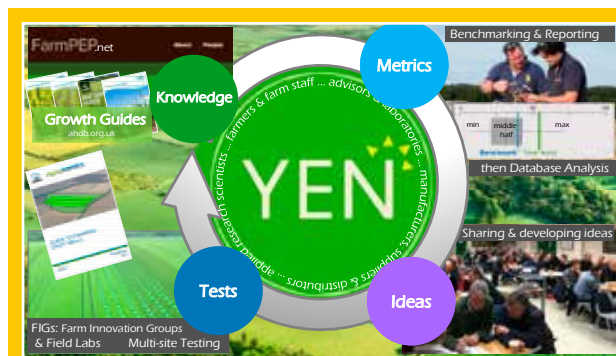 FarmPEP.net
About People
Growth Guides
ahdb.org.uk
Knowledge
Metrics
Benchmarking & Reporting
min middle half max
then Database Analysis
Sharing & developing ideas
YEN
applied research scientists ... farmers & farm staff ... advisors & laboratories ... manufacturers, suppliers & distributors ...
Tests
Ideas
FIGs: Farm Innovation Groups
& Field Labs Multi-site Testing